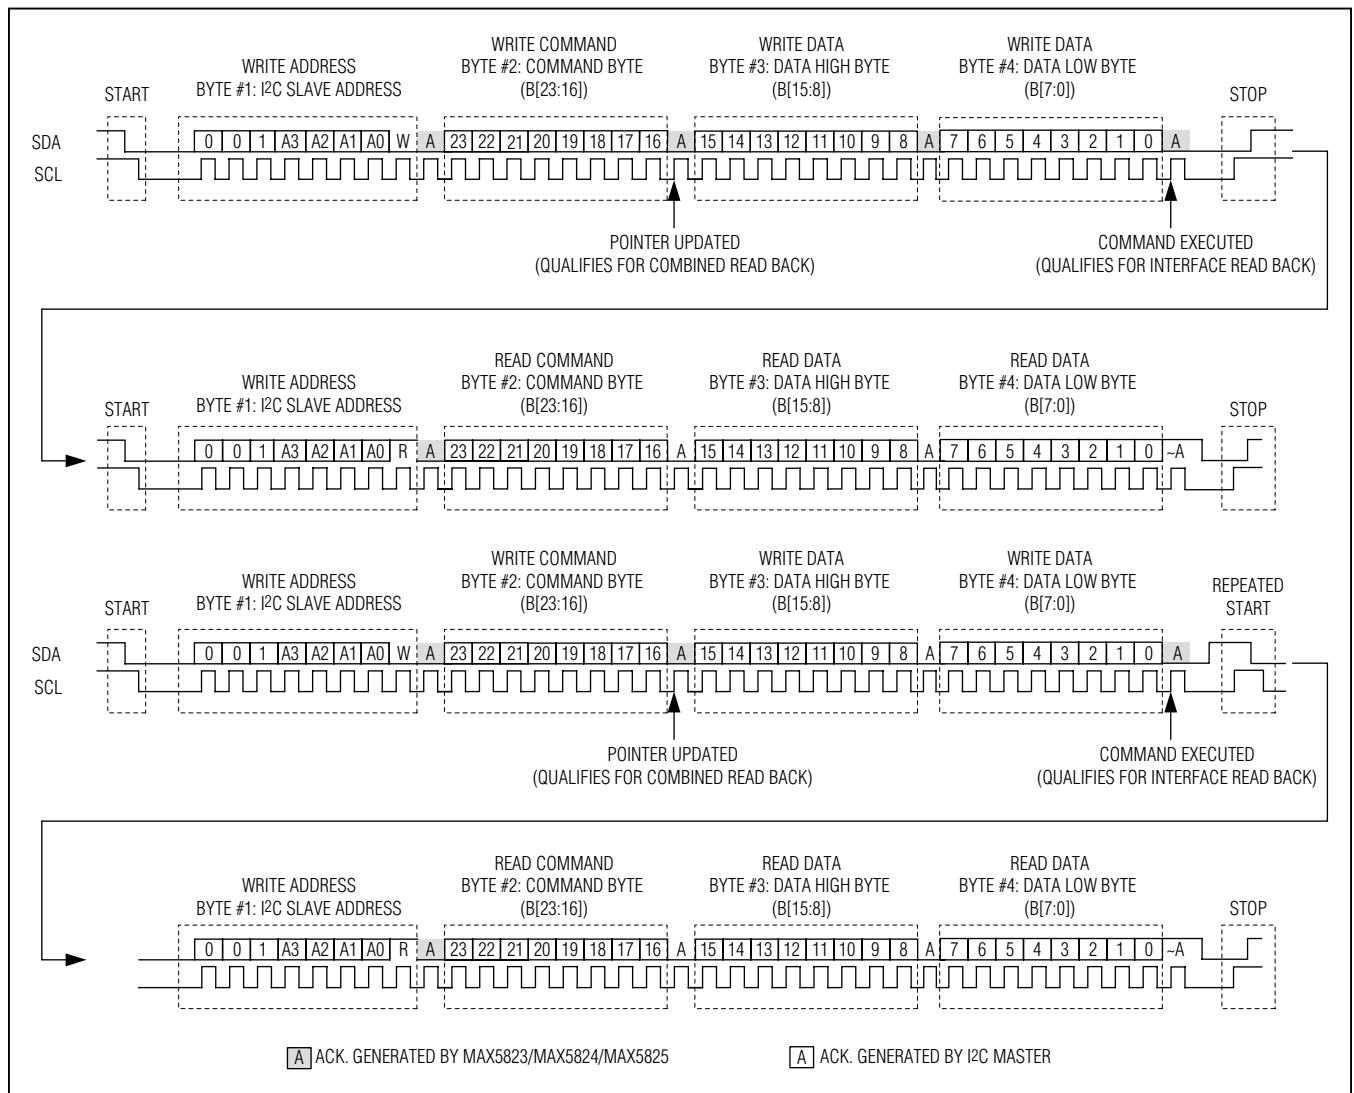 WRITE COMMAND WRITE DATA WRITE DATA
WRITE ADDRESS BYTE #2: COMMAND BYTE BYTE #3: DATA HIGH BYTE BYTE #4: DATA LOW BYTE
START BYTE #1: I2C SLAVE ADDRESS (B[23:16]) (B[15:8]) (B[7:0]) STOP
SDA 0 0 1 A3 A2 A1 A0 W A 23 22 21 20 19 18 17 16 A 15 14 13 12 11 10 9 8 A 7 6 5 4 3 2 1 0 A
SCL
POINTER UPDATED COMMAND EXECUTED
(QUALIFIES FOR COMBINED READ BACK) (QUALIFIES FOR INTERFACE READ BACK)
READ COMMAND READ DATA READ DATA
WRITE ADDRESS BYTE #2: COMMAND BYTE BYTE #3: DATA HIGH BYTE BYTE #4: DATA LOW BYTE
START BYTE #1: I2C SLAVE ADDRESS (B[23:16]) (B[15:8]) (B[7:0]) STOP
0 0 1 A3 A2 A1 A0 R A 23 22 21 20 19 18 17 16 A 15 14 13 12 11 10 9 8 A 7 6 5 4 3 2 1 0 ~A
WRITE COMMAND WRITE DATA WRITE DATA
WRITE ADDRESS BYTE #2: COMMAND BYTE BYTE #3: DATA HIGH BYTE BYTE #4: DATA LOW BYTE REPEATED
START BYTE #1: I2C SLAVE ADDRESS (B[23:16]) (B[15:8]) (B[7:0]) START
SDA 0 0 1 A3 A2 A1 A0 W A 23 22 21 20 19 18 17 16 A 15 14 13 12 11 10 9 8 A 7 6 5 4 3 2 1 0 A
SCL
POINTER UPDATED COMMAND EXECUTED
(QUALIFIES FOR COMBINED READ BACK) (QUALIFIES FOR INTERFACE READ BACK)
READ COMMAND READ DATA READ DATA
WRITE ADDRESS BYTE #2: COMMAND BYTE BYTE #3: DATA HIGH BYTE BYTE #4: DATA LOW BYTE
BYTE #1: I2C SLAVE ADDRESS (B[23:16]) (B[15:8]) (B[7:0]) STOP
0 0 1 A3 A2 A1 A0 R A 23 22 21 20 19 18 17 16 A 15 14 13 12 11 10 9 8 A 7 6 5 4 3 2 1 0 ~A
A ACK. GENERATED BY MAX5823/MAX5824/MAX5825 A ACK. GENERATED BY I2C MASTER